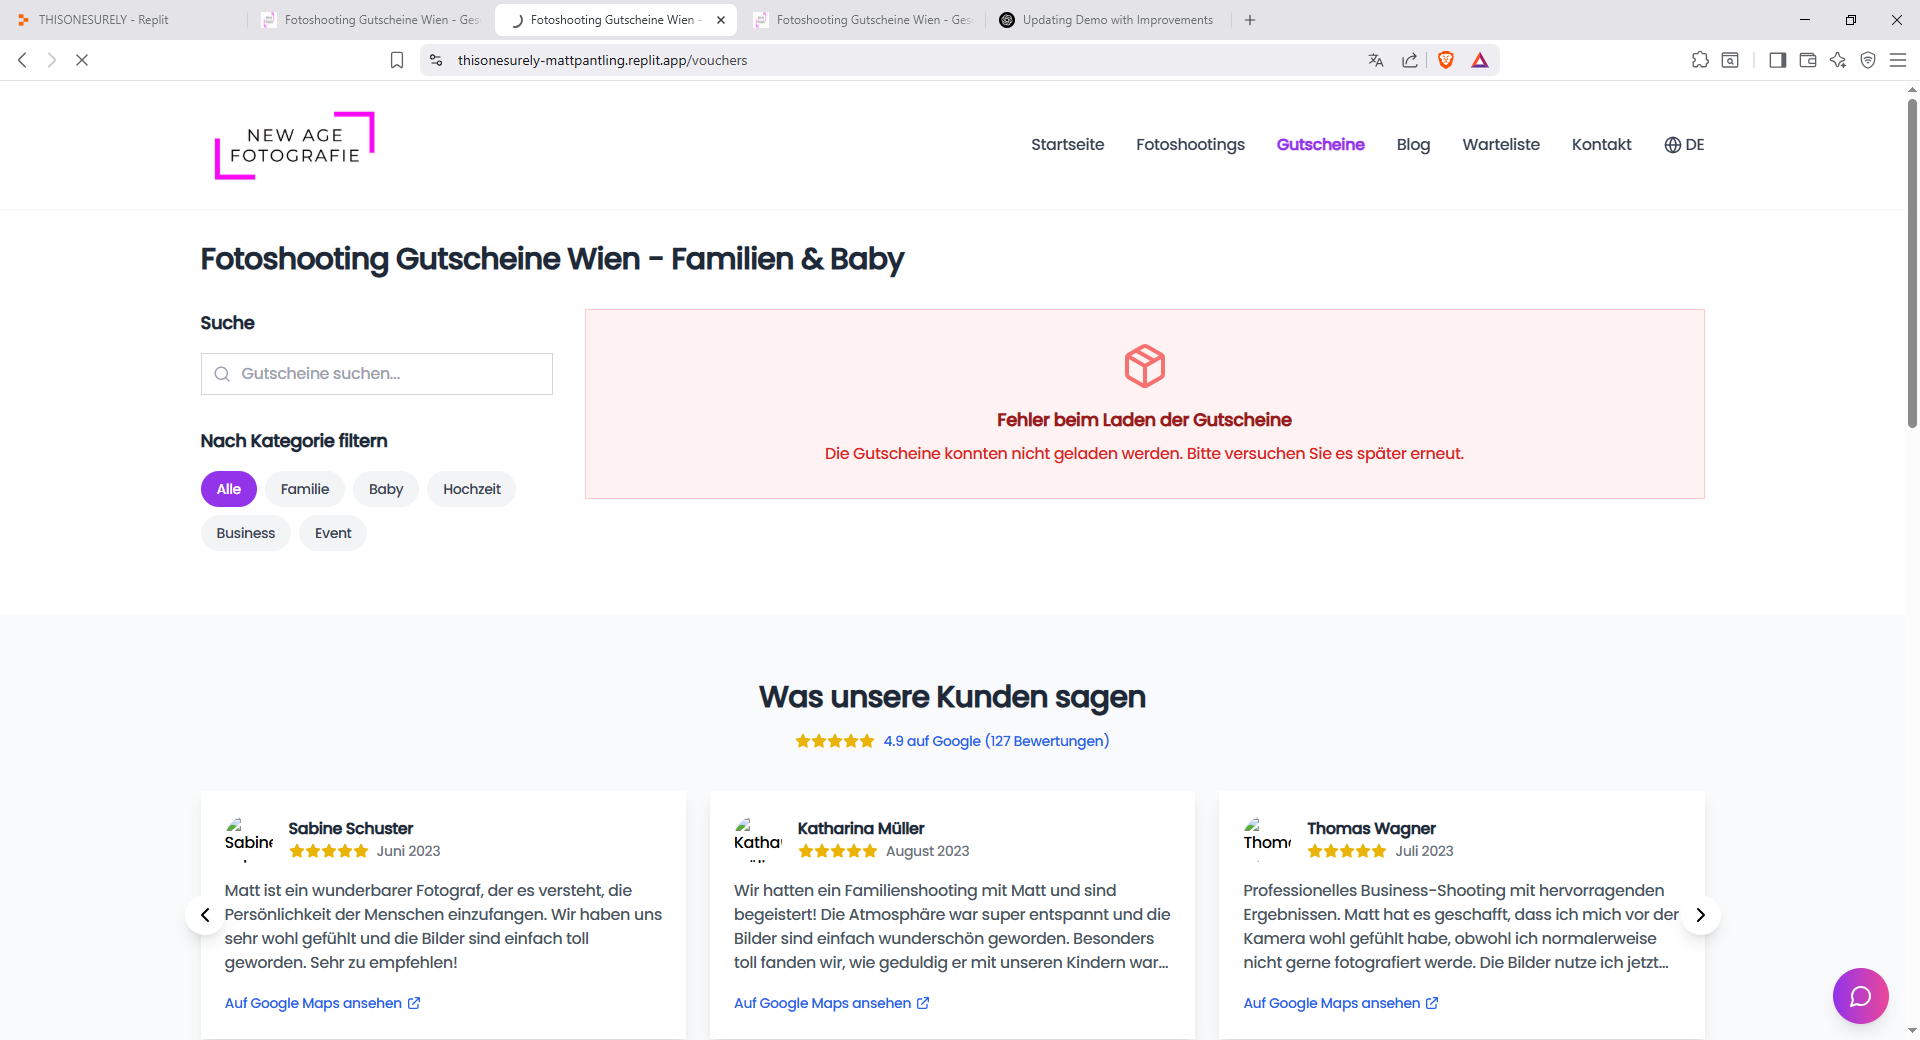 THISONESURELY - Replit
Fotoshooting Gutscheine Wien - Ges
Fotoshooting Gutscheine Wien -
Fotoshooting Gutscheine Wien - Ges
Updating Demo with Improvements
thisonesurely-mattpantling.replit.app/vouchers
NEW AGE
FOTOGRAFIE
Startseite
Fotoshootings
Gutscheine
Blog
Warteliste
Kontakt
DE
Fotoshooting Gutscheine Wien - Familien & Baby
Suche
Gutscheine suchen...
Nach Kategorie filtern
Alle
Familie
Baby
Hochzeit
Business
Event
Fehler beim Laden der Gutscheine
Die Gutscheine konnten nicht geladen werden. Bitte versuchen Sie es später erneut.
Was unsere Kunden sagen
4.9 auf Google (127 Bewertungen)
Sabine
Sabine Schuster
Juni 2023
Matt ist ein wunderbarer Fotograf, der es versteht, die
Persönlichkeit der Menschen einzufangen. Wir haben uns
sehr wohl gefühlt und die Bilder sind einfach toll
geworden. Sehr zu empfehlen!
Auf Google Maps ansehen
Katha
Katharina Müller
August 2023
Wir hatten ein Familienshooting mit Matt und sind
begeistert! Die Atmosphäre war super entspannt und die
Bilder sind einfach wunderschön geworden. Besonders
toll fanden wir, wie geduldig er mit unseren Kindern war...
Auf Google Maps ansehen
Thom
Thomas Wagner
Juli 2023
Professionelles Business-Shooting mit hervorragenden
Ergebnissen. Matt hat es geschafft, dass ich mich vor der
Kamera wohl gefühlt habe, obwohl ich normalerweise
nicht gerne fotografiert werde. Die Bilder nutze ich jetzt...
Auf Google Maps ansehen